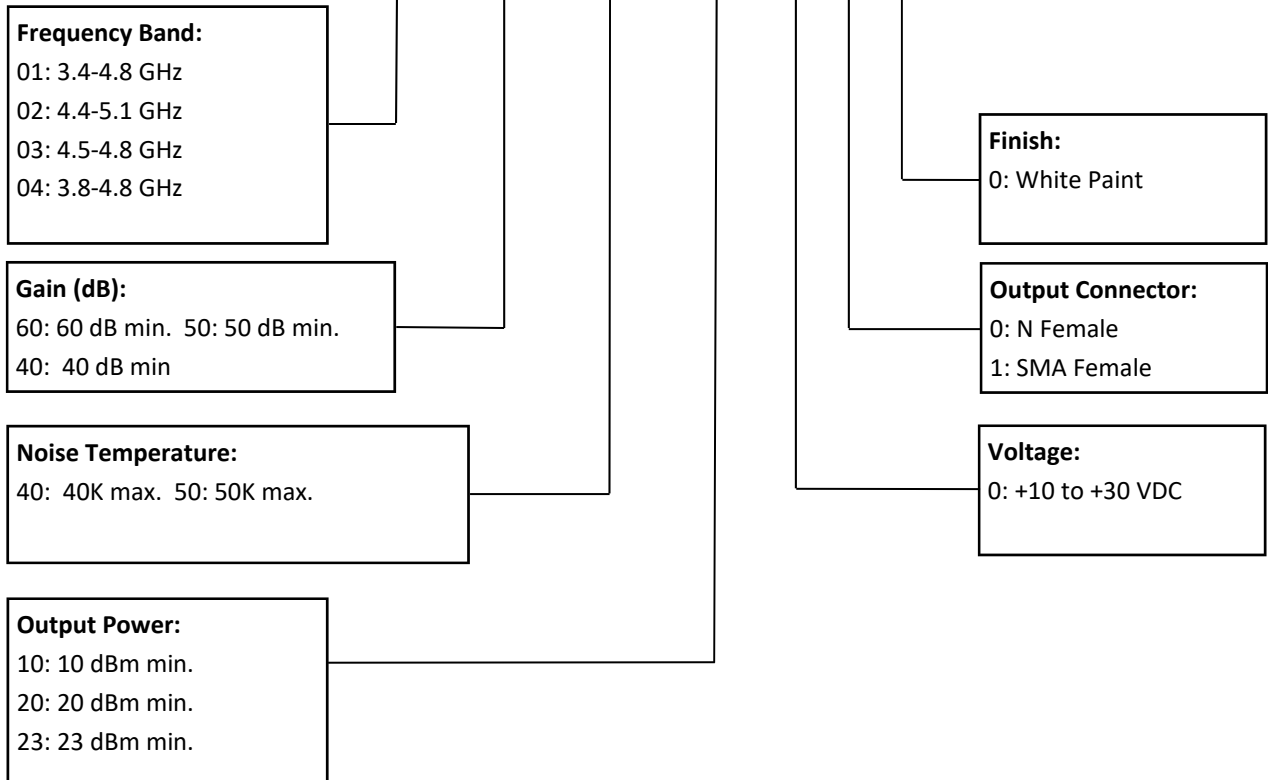 Frequency Band:
01: 3.4-4.8 GHz
02: 4.4-5.1 GHz
03: 4.5-4.8 GHz
04: 3.8-4.8 GHz
Gain (dB):
60: 60 dB min. 50: 50 dB min.
40: 40 dB min
Noise Temperature:
40: 40K max. 50: 50K max.
Output Power:
10: 10 dBm min.
20: 20 dBm min.
23: 23 dBm min.
Finish:
0: White Paint
Output Connector:
0: N Female
1: SMA Female
Voltage:
0: +10 to +30 VDC